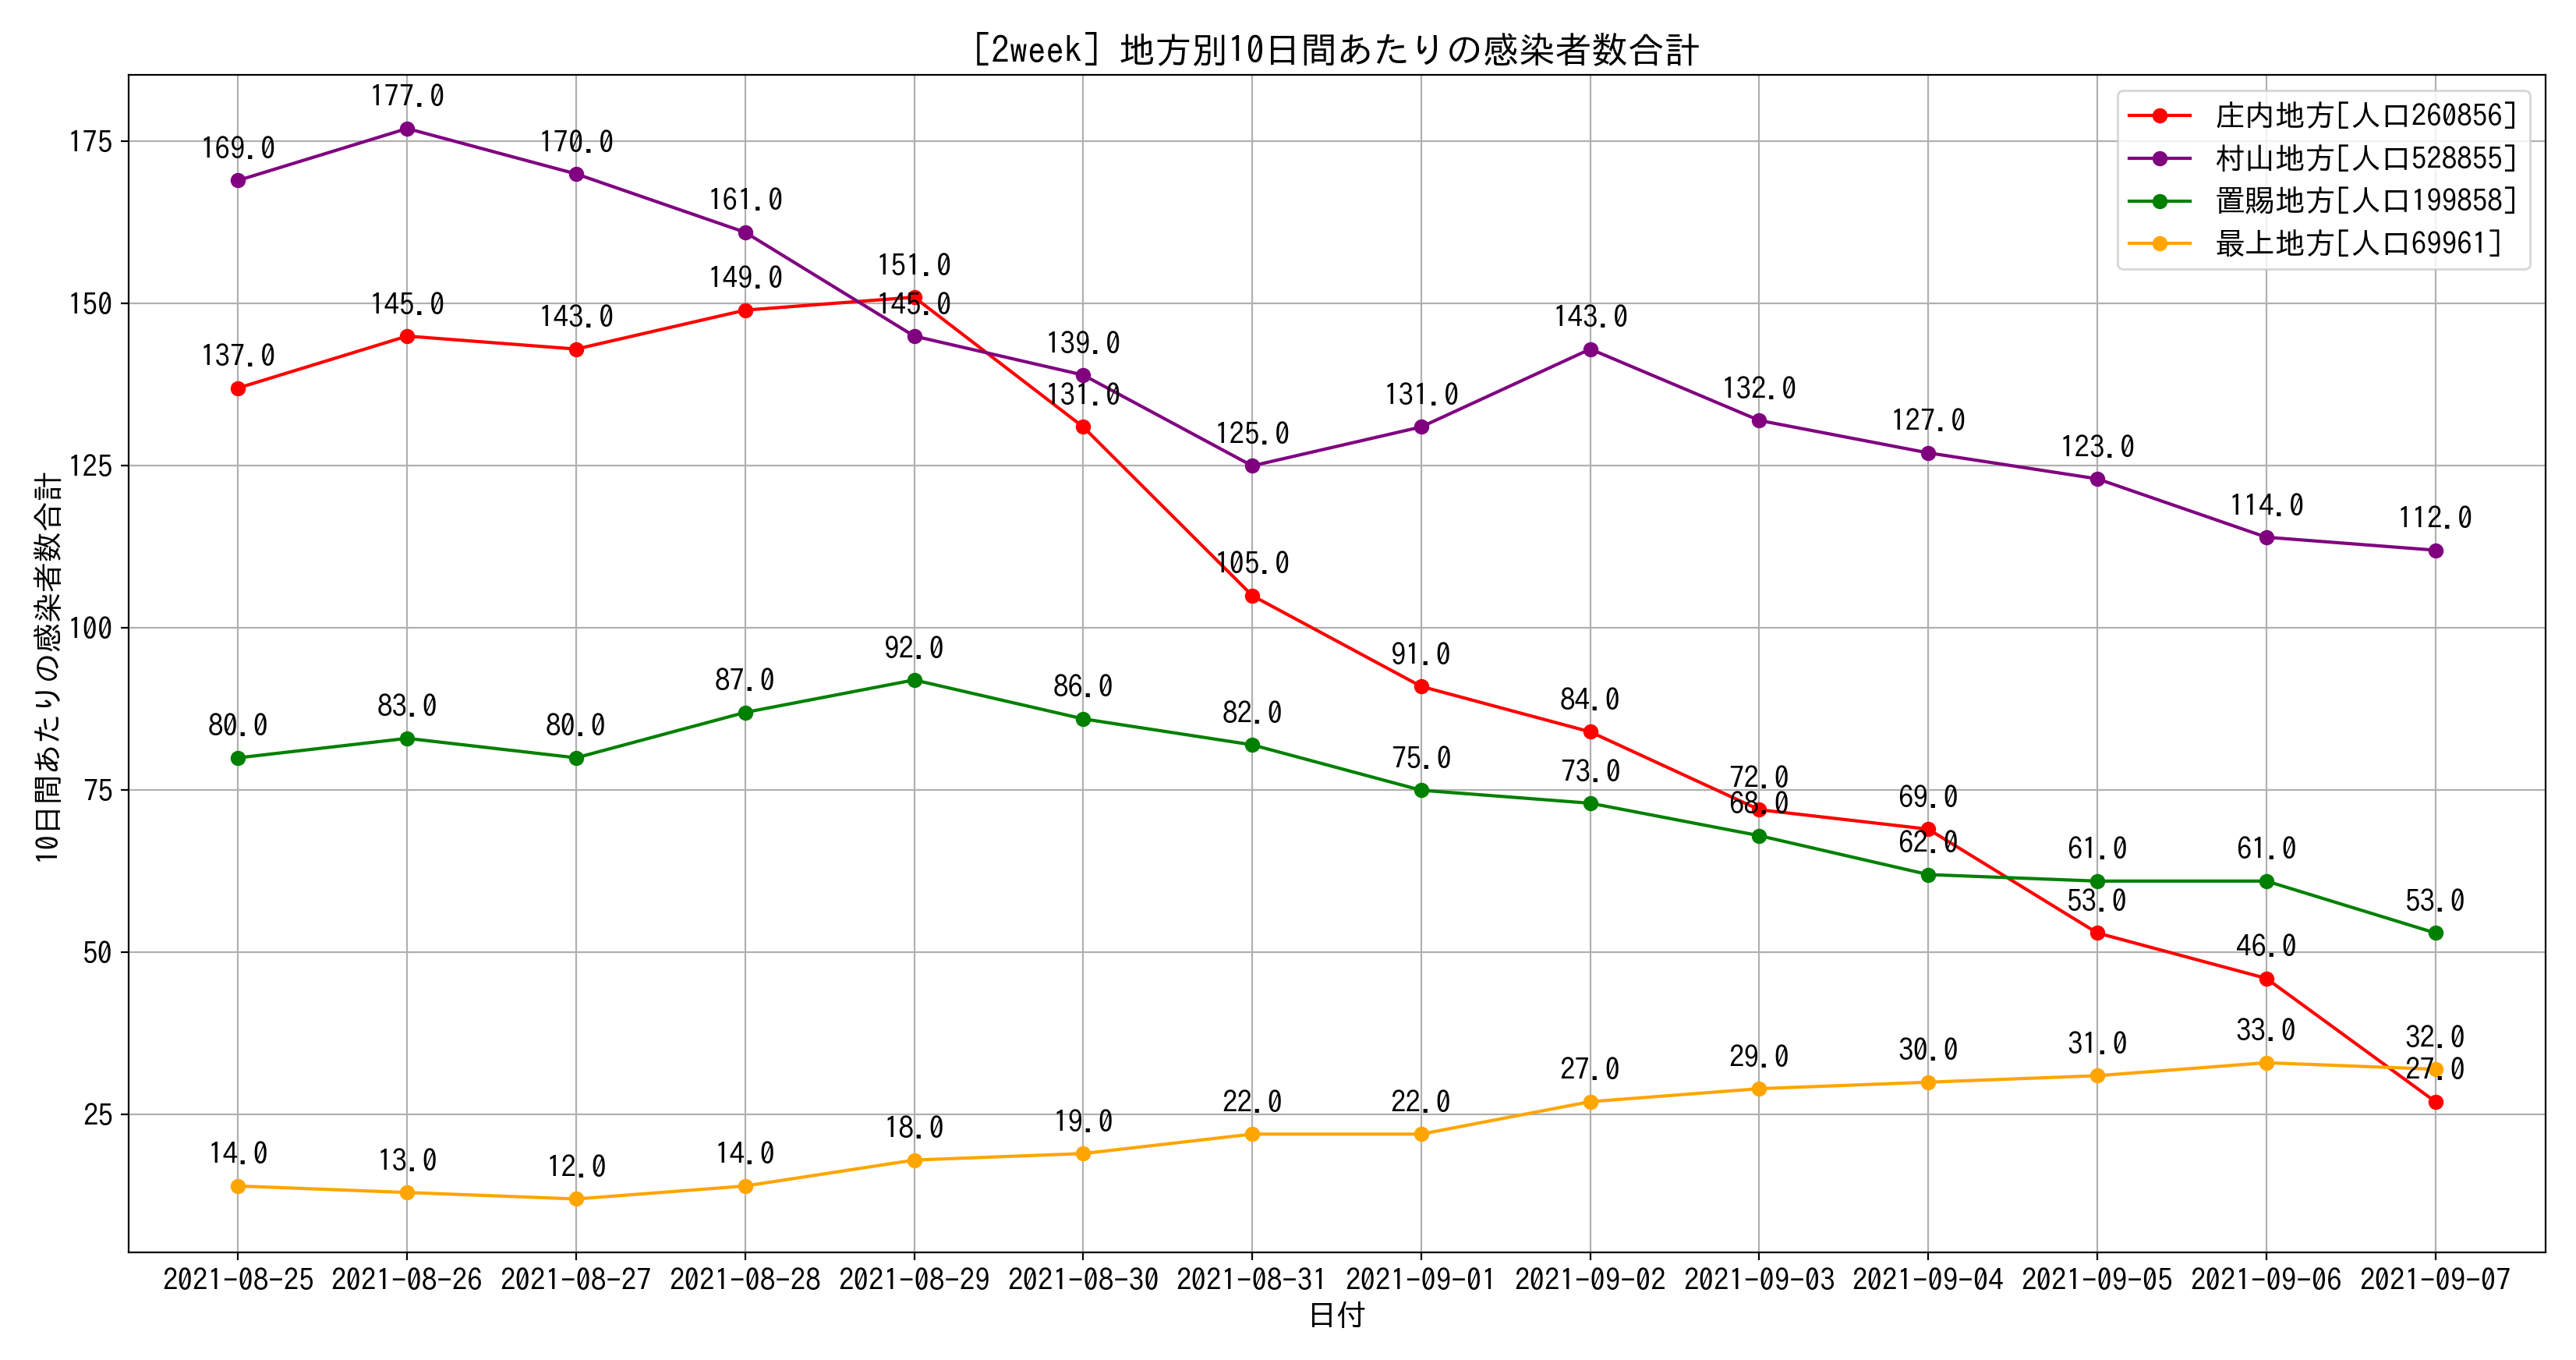 [2week] 地方別10日間あたりの感染者数合計
庄内地方[人口260856]
村山地方[人口528855]
置賜地方[人口199858]
最上地方[人口69961]
10日間あたりの感染者数合計
175
150
125
100
75
50
25
169.0 177.0 170.0 161.0 145.0 139.0 125.0 131.0 143.0 132.0 127.0 123.0 114.0 112.0
137.0 145.0 143.0 149.0 151.0 131.0 105.0 91.0 84.0 72.0 69.0 53.0 46.0 27.0
80.0 83.0 80.0 87.0 92.0 86.0 82.0 75.0 73.0 68.0 62.0 61.0 61.0 53.0
14.0 13.0 12.0 14.0 18.0 19.0 22.0 22.0 27.0 29.0 30.0 31.0 33.0 32.0
2021-08-25 2021-08-26 2021-08-27 2021-08-28 2021-08-29 2021-08-30 2021-08-31 2021-09-01 2021-09-02 2021-09-03 2021-09-04 2021-09-05 2021-09-06 2021-09-07
日付